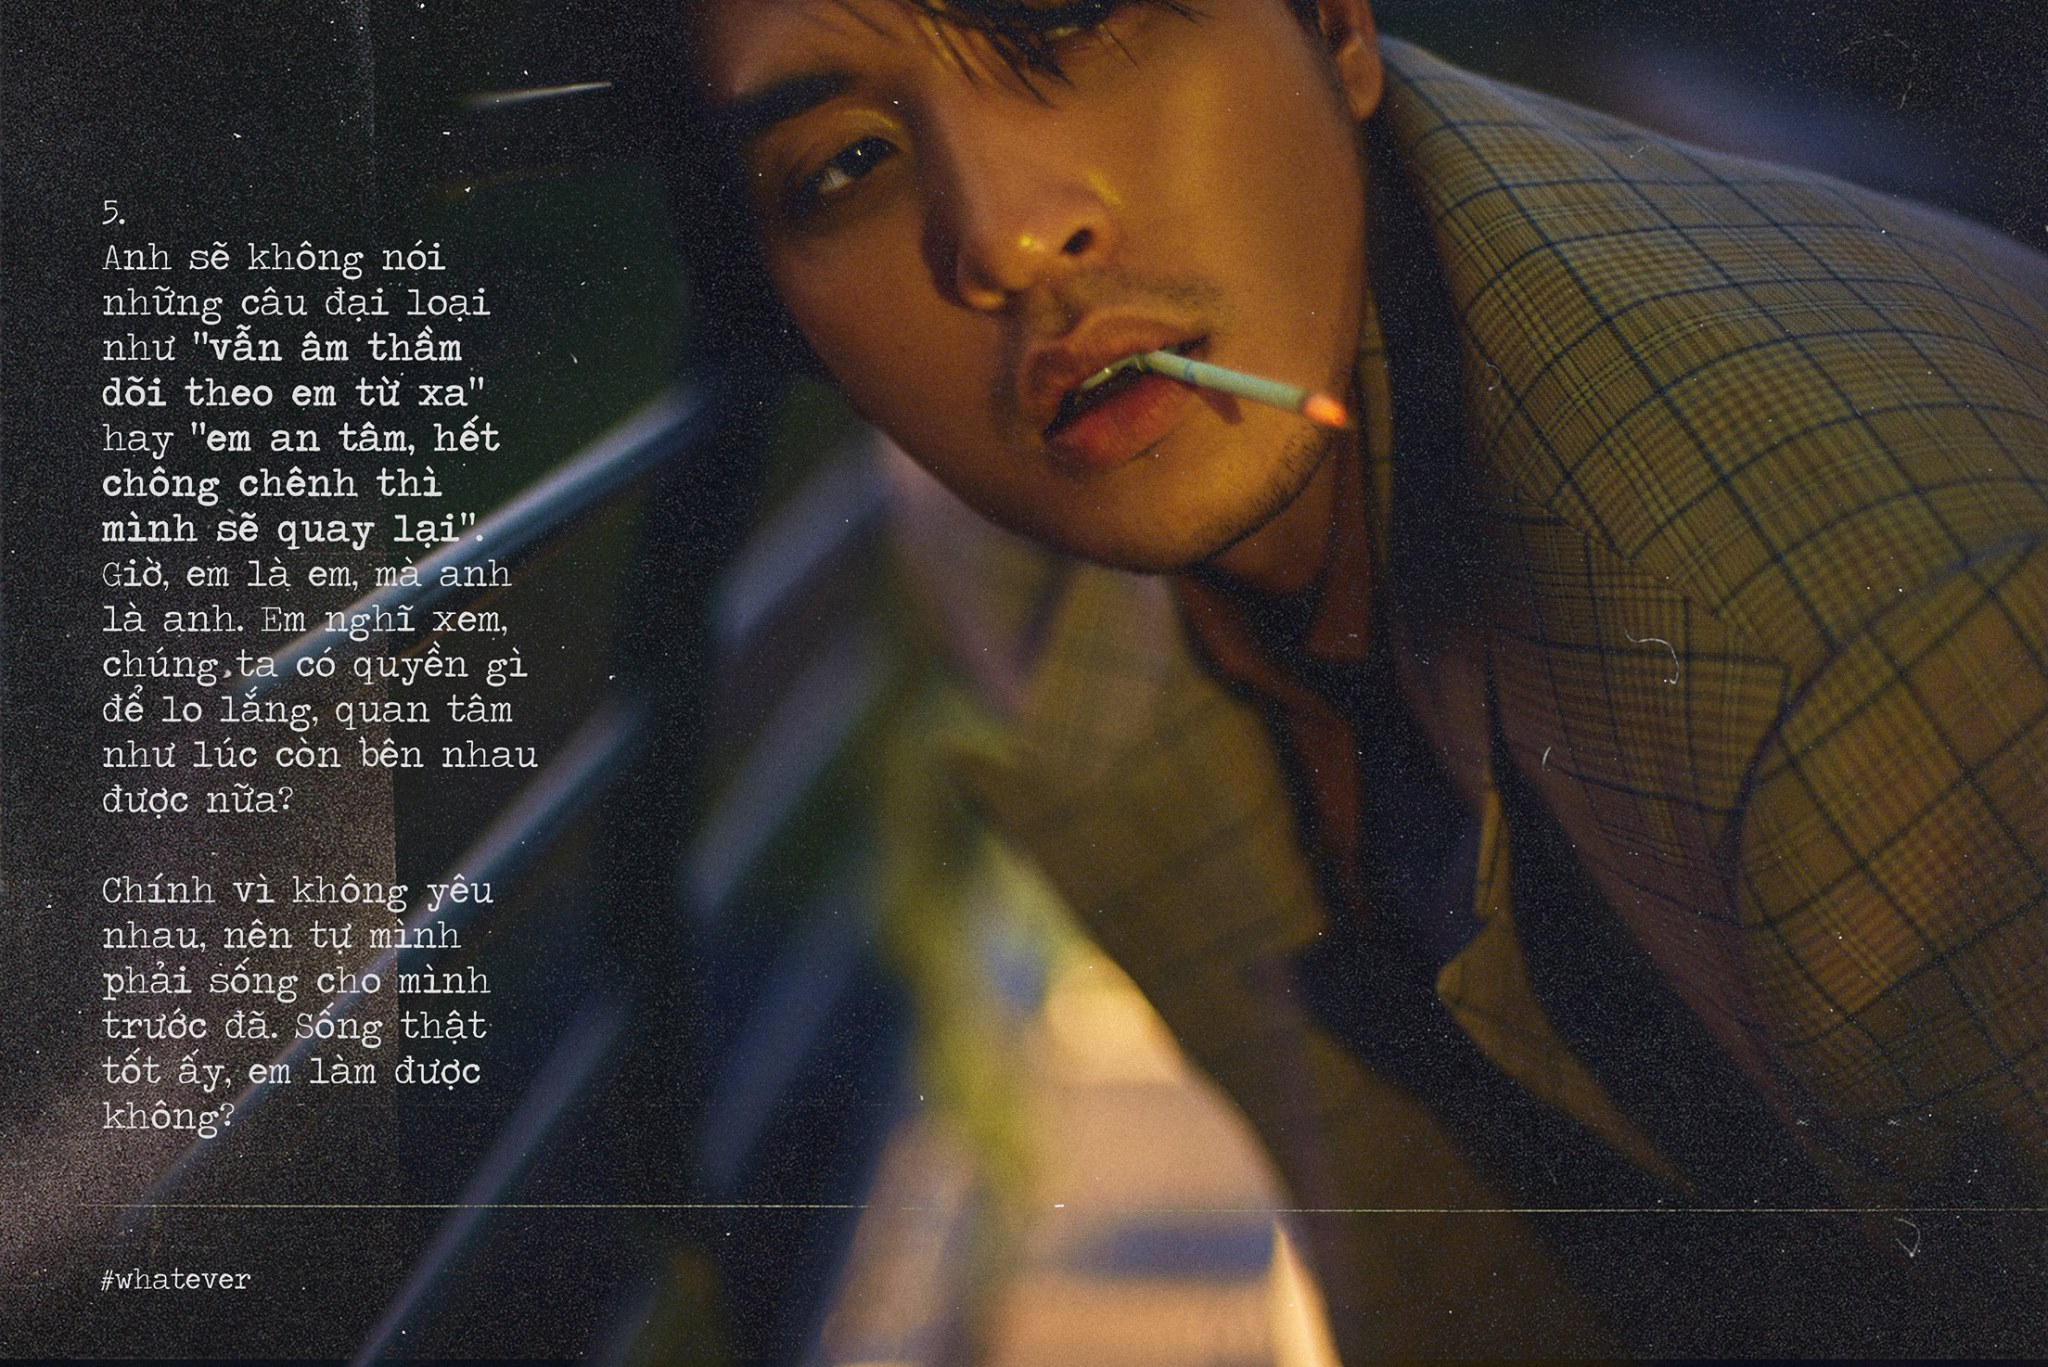 5.
Anh sẽ không nói
những câu đại loại
như "vẫn âm thầm
dõi theo em từ xa"
hay "em an tâm, hết
chông chênh thì
mình sẽ quay lại".
Giờ, em là em, mà anh
là anh. Em nghĩ xem,
chúng ta có quyền gì
để lo lắng, quan tâm
như lúc còn bên nhau
được nữa?
Chính vì không yêu
nhau, nên tự mình
phải sống cho mình
trước đã. Sống thật
tốt ấy, em làm được
không?
#whatever